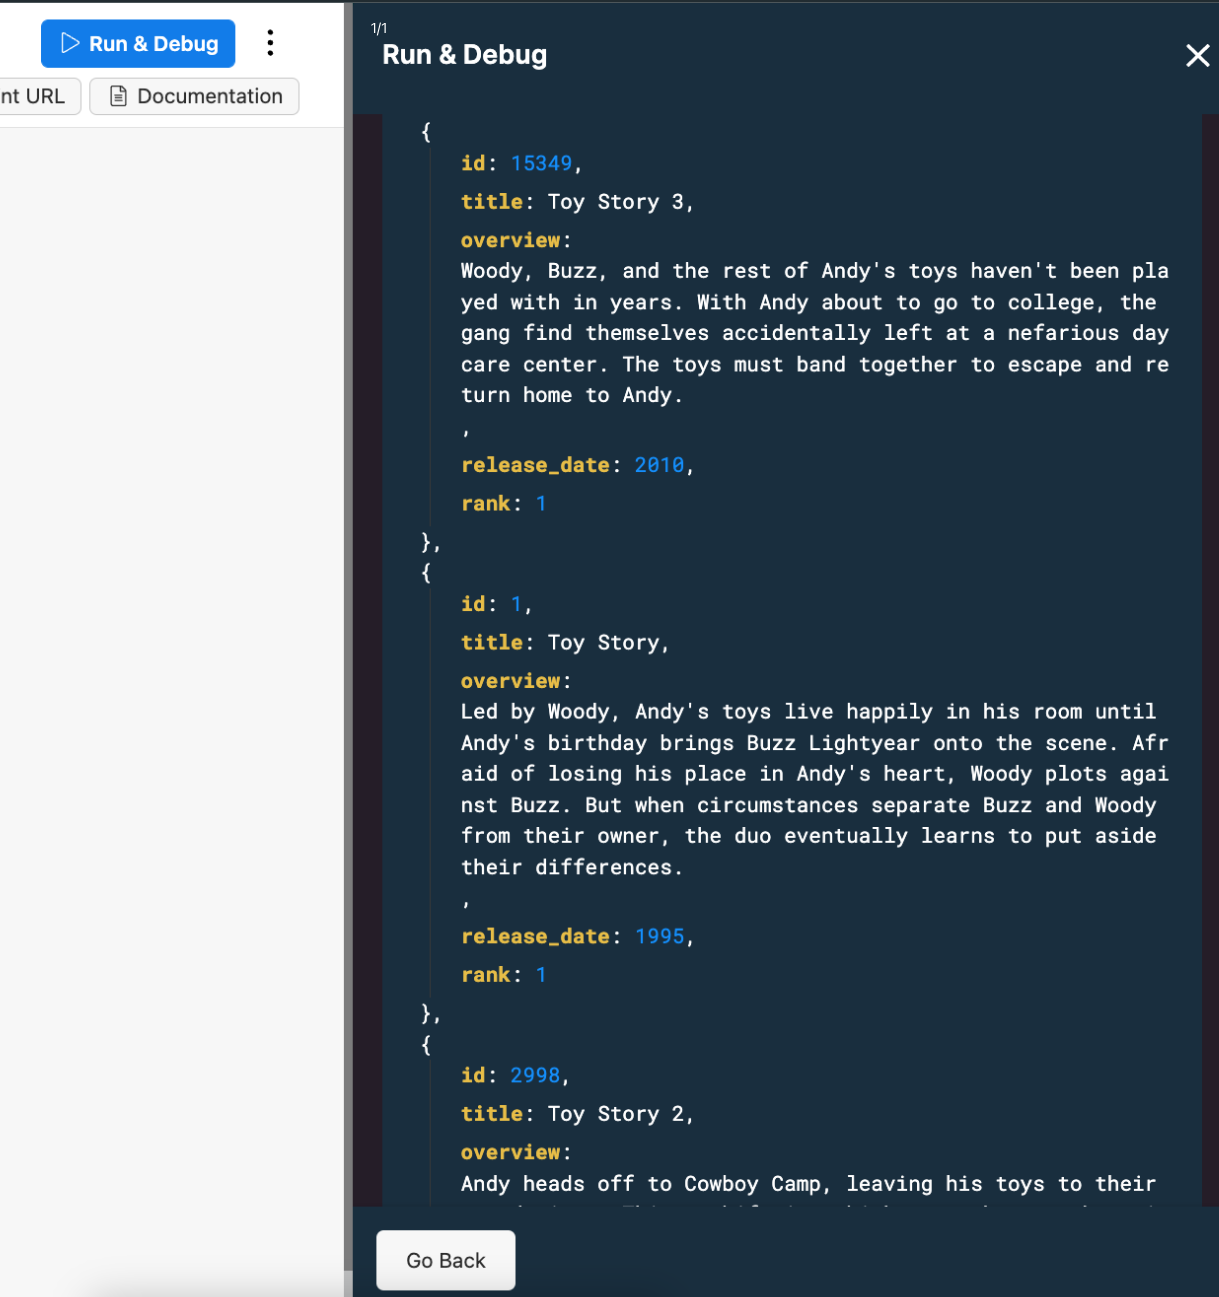 Run & Debug
nt URL
Documentation
1/1
Run & Debug
{
id: 15349,
title: Toy Story 3,
overview:
Woody, Buzz, and the rest of Andy's toys haven't been pla
yed with in years. With Andy about to go to college, the
gang find themselves accidentally left at a nefarious day
care center. The toys must band together to escape and re
turn home to Andy.
,
release_date: 2010,
rank: 1
},
{
id: 1,
title: Toy Story,
overview:
Led by Woody, Andy's toys live happily in his room until
Andy's birthday brings Buzz Lightyear onto the scene. Afr
aid of losing his place in Andy's heart, Woody plots agai
nst Buzz. But when circumstances separate Buzz and Woody
from their owner, the duo eventually learns to put aside
their differences.
,
release_date: 1995,
rank: 1
},
{
id: 2998,
title: Toy Story 2,
overview:
Andy heads off to Cowboy Camp, leaving his toys to their
Go Back